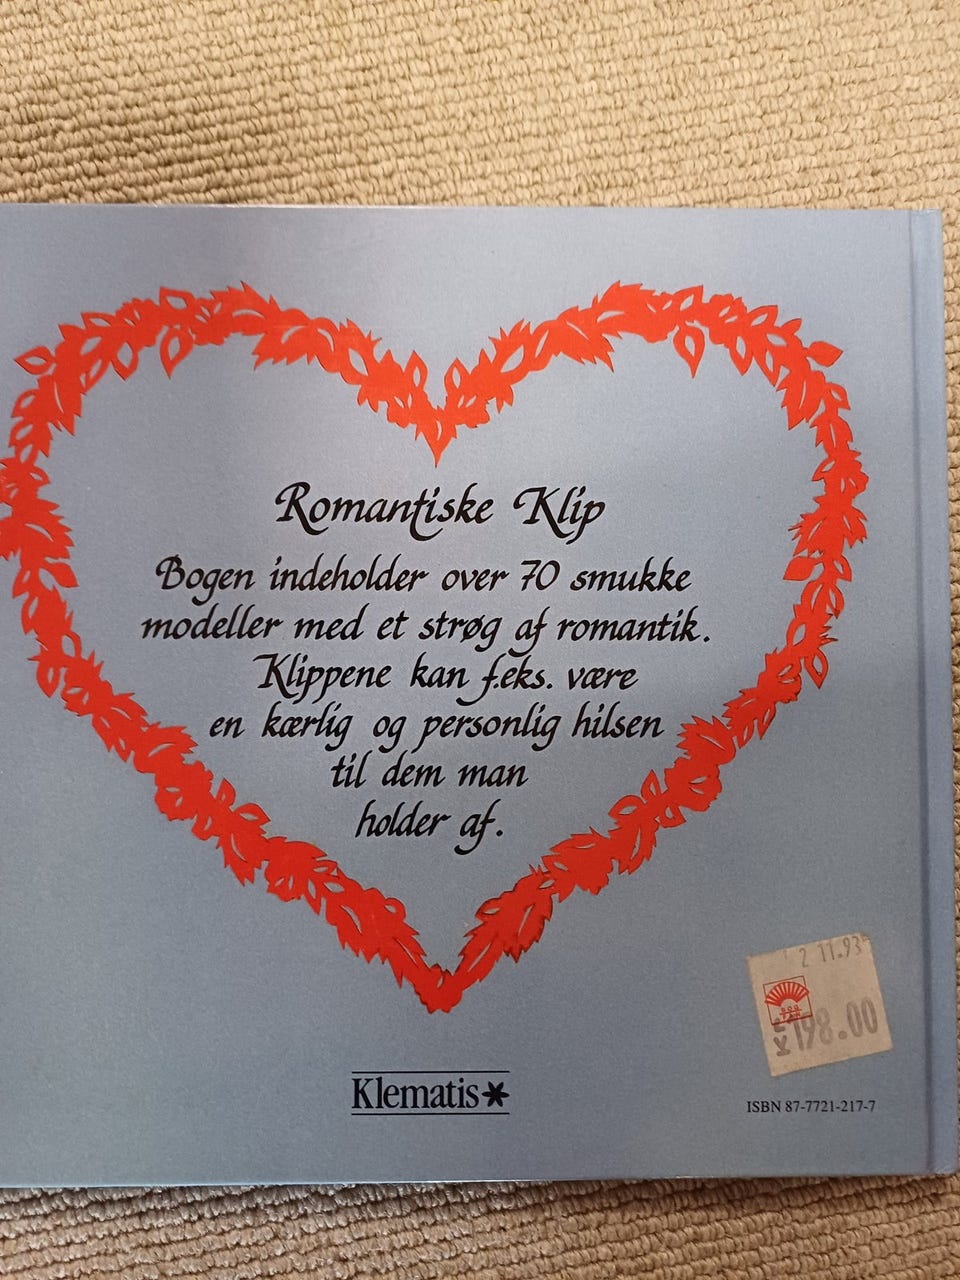 Romantiske Klip
Bogen indeholder over 70 smukke
modeller med et strøg af romantik.
Klippene kan f.eks. være
en kærlig og personlig hilsen
til dem man
holder af.
2 11.93
198.00
Klematis
ISBN 87-7721-217-7